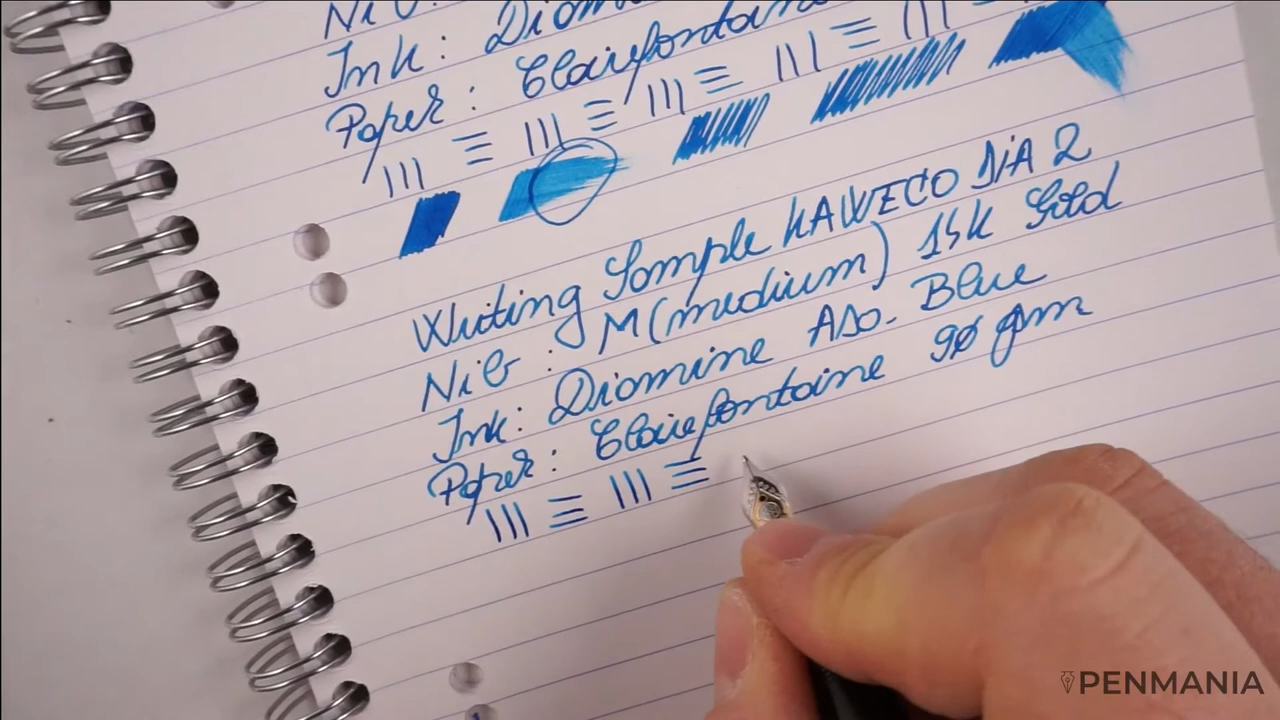 Nib:
Ink: Diamine
Paper: Clairefontaine
Writing Sample KAWECO DIA 2
Nib: M (medium) 14K Gold
Ink: Diamine ASO. Blue
Paper: Clairefontaine 90 gsm
PENMANIA